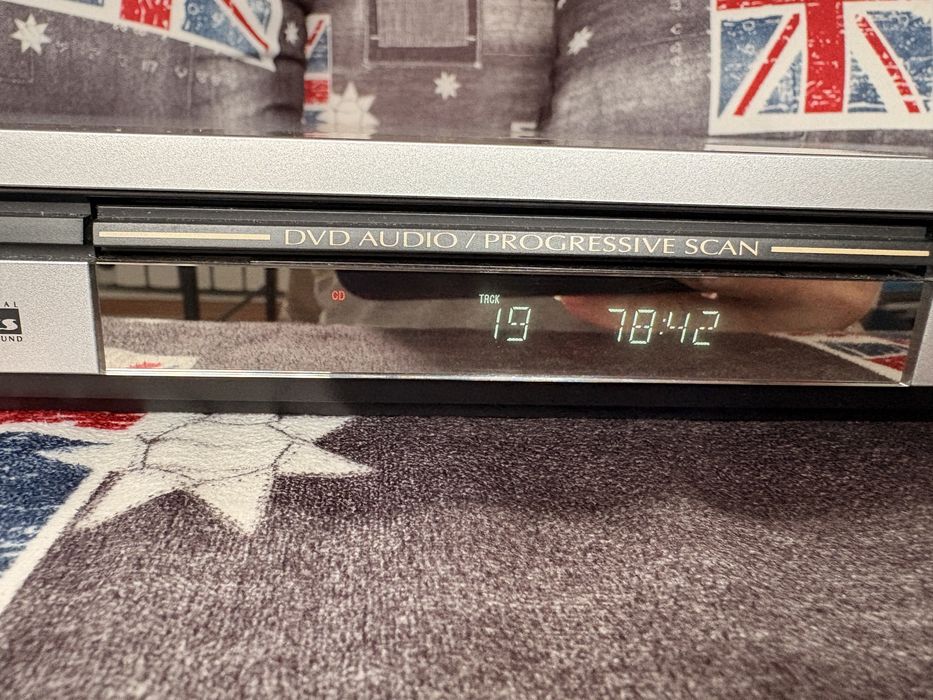 DVD AUDIO / PROGRESSIVE SCAN
CD
TRCK
19 78:42